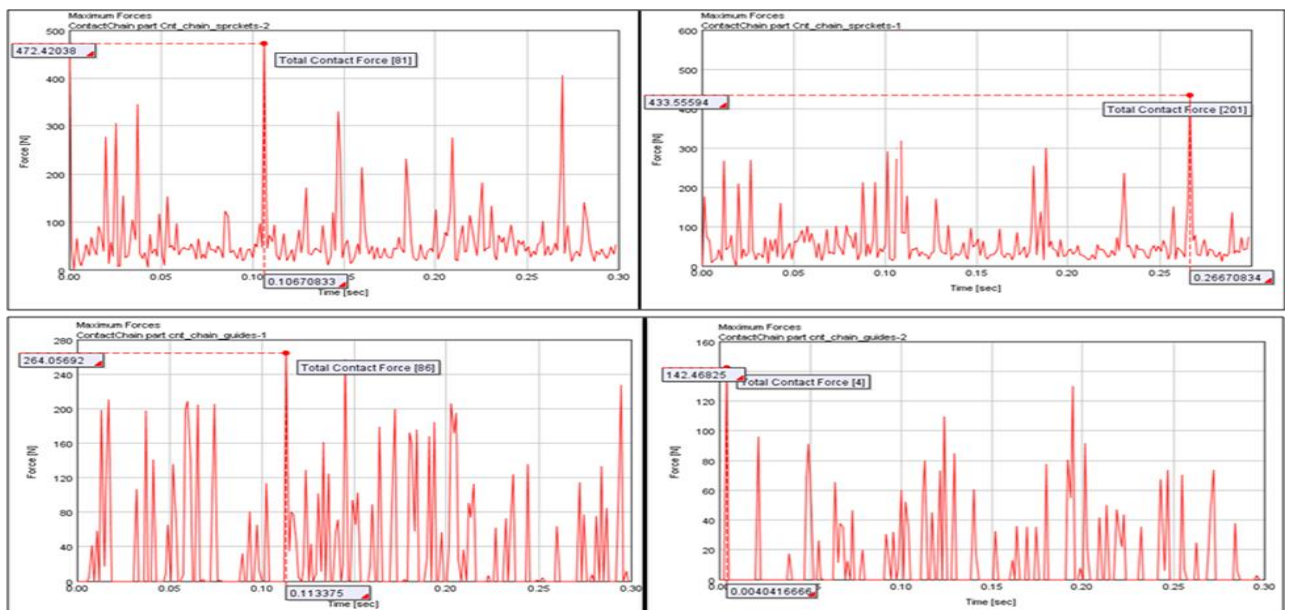 Maximum Forces
ContactChain part Cnt_chain_sprckets-2
500
472.42038
Total Contact Force [81]
400
300
Force [N]
200
100
0
0.00
0.05
0.10
0.20
0.25
0.30
0.10670833
Time [sec]
Maximum Forces
ContactChain part Cnt_chain_sprckets-1
600
500
433.55594
Total Contact Force [201]
300
Force [N]
200
100
0
0.00
0.05
0.10
0.15
0.20
0.25
0.26670834
Time [sec]
Maximum Forces
ContactChain part cnt_chain_guides-1
280
264.05692
Total Contact Force [86]
240
200
160
Force [N]
120
80
40
0
0.05
0.10
0.20
0.25
0.30
0.113375
Time [sec]
Maximum Forces
ContactChain part cnt_chain_guides-2
160
142.46825
Total Contact Force [4]
120
100
80
Force [N]
60
40
20
0
0.10
0.15
0.20
0.25
0.30
0.0040416666
Time [sec]